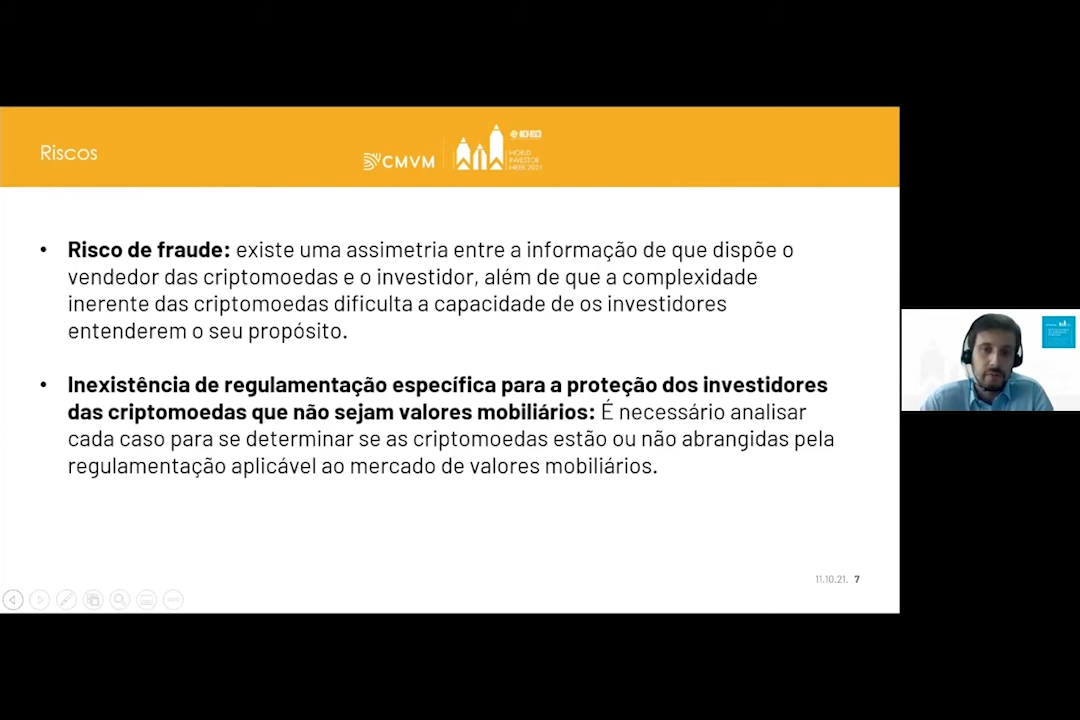 Riscos
CMVM
WORLD
INVESTOR
WEEK 2021
• Risco de fraude: existe uma assimetria entre a informação de que dispõe o
vendedor das criptomoedas e o investidor, além de que a complexidade
inerente das criptomoedas dificulta a capacidade de os investidores
entenderem o seu propósito.
• Inexistência de regulamentação específica para a proteção dos investidores
das criptomoedas que não sejam valores mobiliários: É necessário analisar
cada caso para se determinar se as criptomoedas estão ou não abrangidas pela
regulamentação aplicável ao mercado de valores mobiliários.
11.10.21. 7